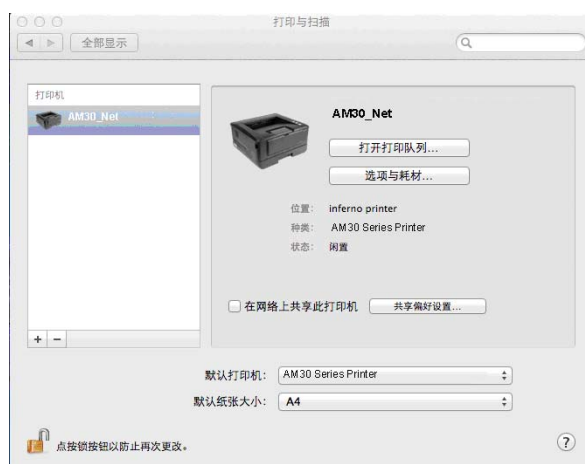 打印与扫描
全部显示
打印机
AM30_Net
AM30_Net
打开打印队列...
选项与耗材...
位置: inferno printer
种类: AM30 Series Printer
状态: 闲置
在网络上共享此打印机 共享偏好设置...
+ −
默认打印机: AM30 Series Printer
默认纸张大小: A4
点按锁按钮以防止再次更改。 ?